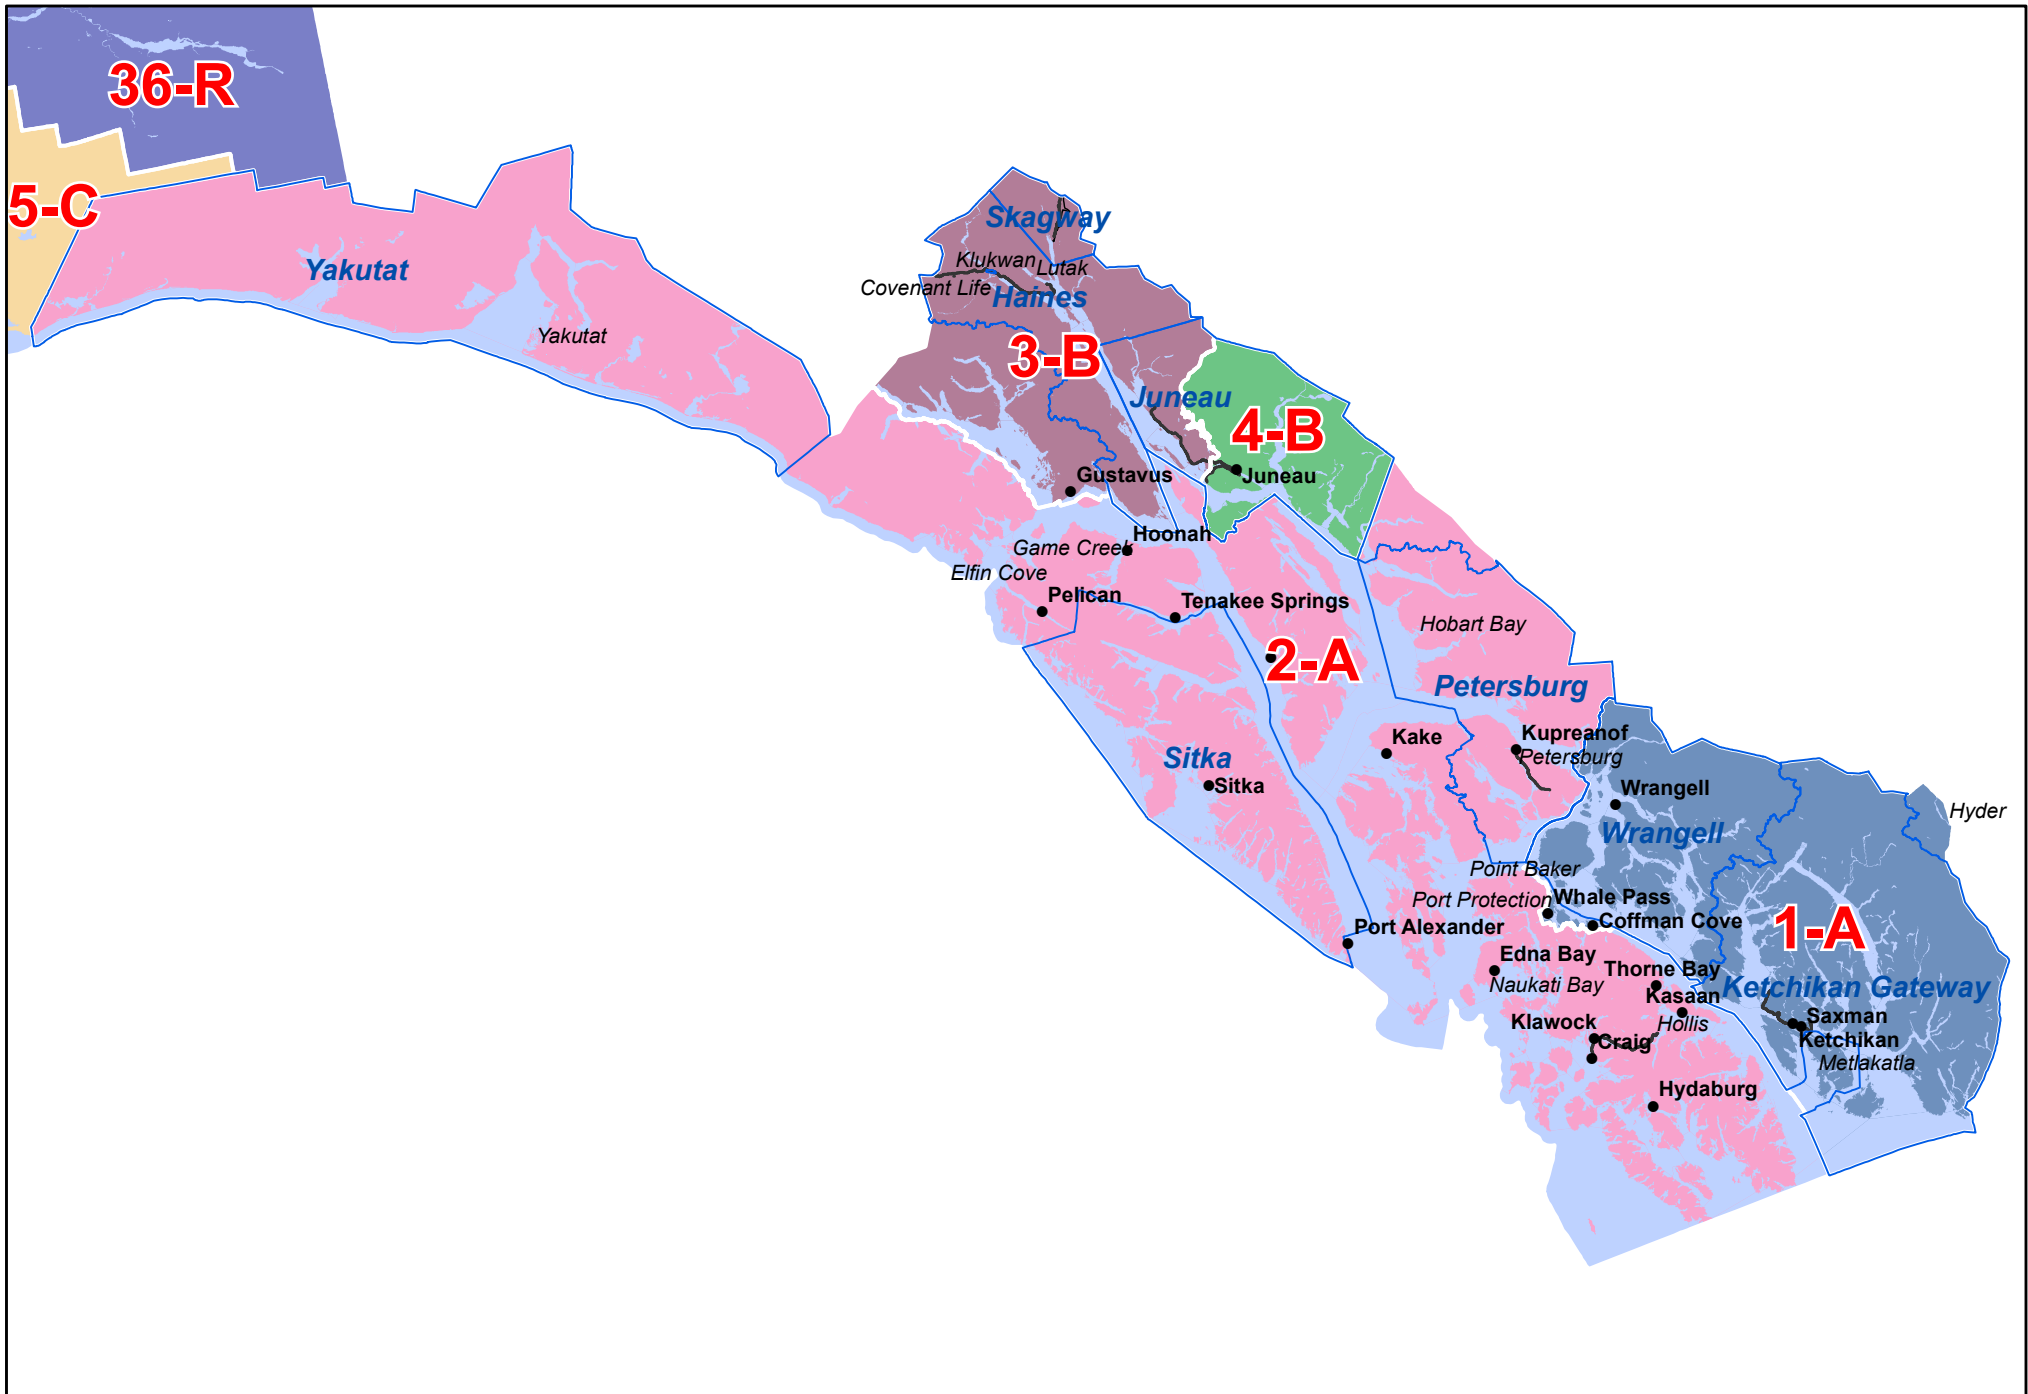 36-R
5-C
Yakutat
Yakutat
Skagway
Klukwan
Lutak
Covenant Life
Haines
3-B
Juneau
4-B
Juneau
Gustavus
Hoonah
Game Creek
Elfin Cove
Pelican
Tenakee Springs
Hobart Bay
2-A
Petersburg
Kake
Kupreanof
Petersburg
Sitka
Sitka
Wrangell
Hyder
Wrangell
Point Baker
Port Protection
Whale Pass
Coffman Cove
1-A
Port Alexander
Edna Bay
Thorne Bay
Naukati Bay
Ketchikan Gateway
Kasaan
Klawock
Hollis
Saxman
Craig
Ketchikan
Metlakatla
Hydaburg